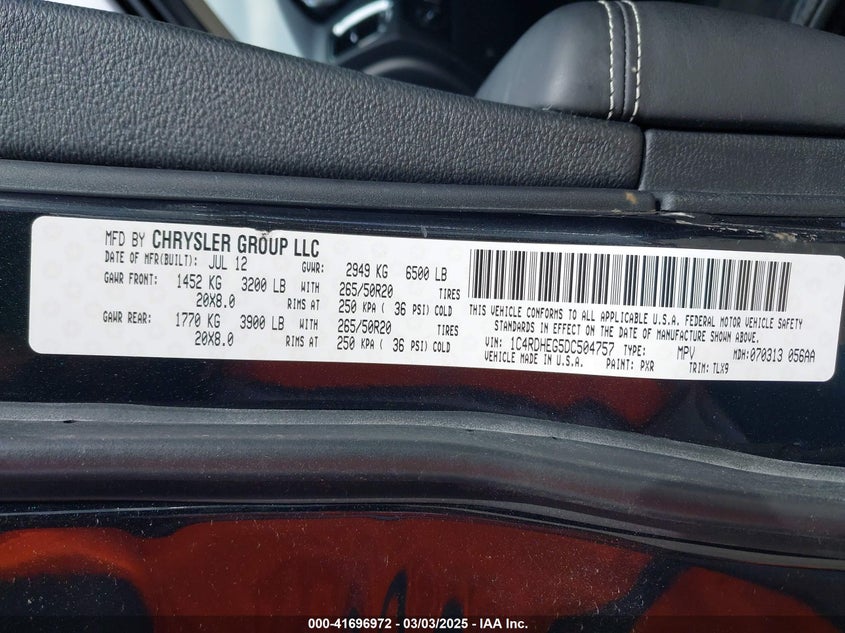 MFD BY CHRYSLER GROUP LLC
DATE OF MFR(BUILT): JUL 12 GVWR: 2949 KG 6500 LB
GAWR FRONT: 1452 KG 3200 LB WITH 265/50R20 TIRES
20X8.0 RIMS AT 250 KPA ( 36 PSI) COLD
GAWR REAR: 1770 KG 3900 LB WITH 265/50R20 TIRES
20X8.0 RIMS AT 250 KPA ( 36 PSI) COLD
THIS VEHICLE CONFORMS TO ALL APPLICABLE U.S.A. FEDERAL MOTOR VEHICLE SAFETY
STANDARDS IN EFFECT ON THE DATE OF MANUFACTURE SHOWN ABOVE.
VIN: 1C4RDHEG5DC504757 TYPE: MPV MDH:070313 056AA
VEHICLE MADE IN U.S.A. PAINT: PXR TRIM: TLX9
000-41696972 — 03/03/2025 — IAA Inc.